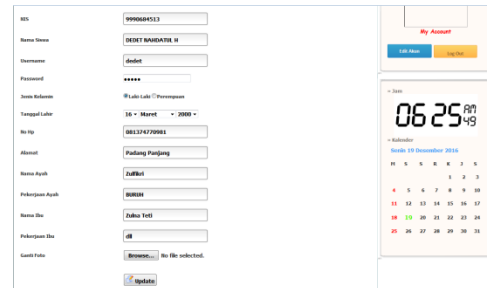 NIS 9990684513
Nama Siswa DEDET NAHDATUL H
Username dedet
Password •••••
Jenis Kelamin Laki-Laki Perempuan
Tanggal Lahir 16 Maret 2000
No Hp 081374770981
Alamat Padang Panjang
Nama Ayah Zulfikri
Pekerjaan Ayah BURUH
Nama Ibu Zulna Teti
Pekerjaan Ibu dll
Ganti Foto Browse... No file selected.
Update
My Account
Edit Akun Log Out
Jam
06 25 49
Kalender
Senin 19 Desember 2016
M S S R K J S
1 2 3
4 5 6 7 8 9 10
11 12 13 14 15 16 17
18 19 20 21 22 23 24
25 26 27 28 29 30 31